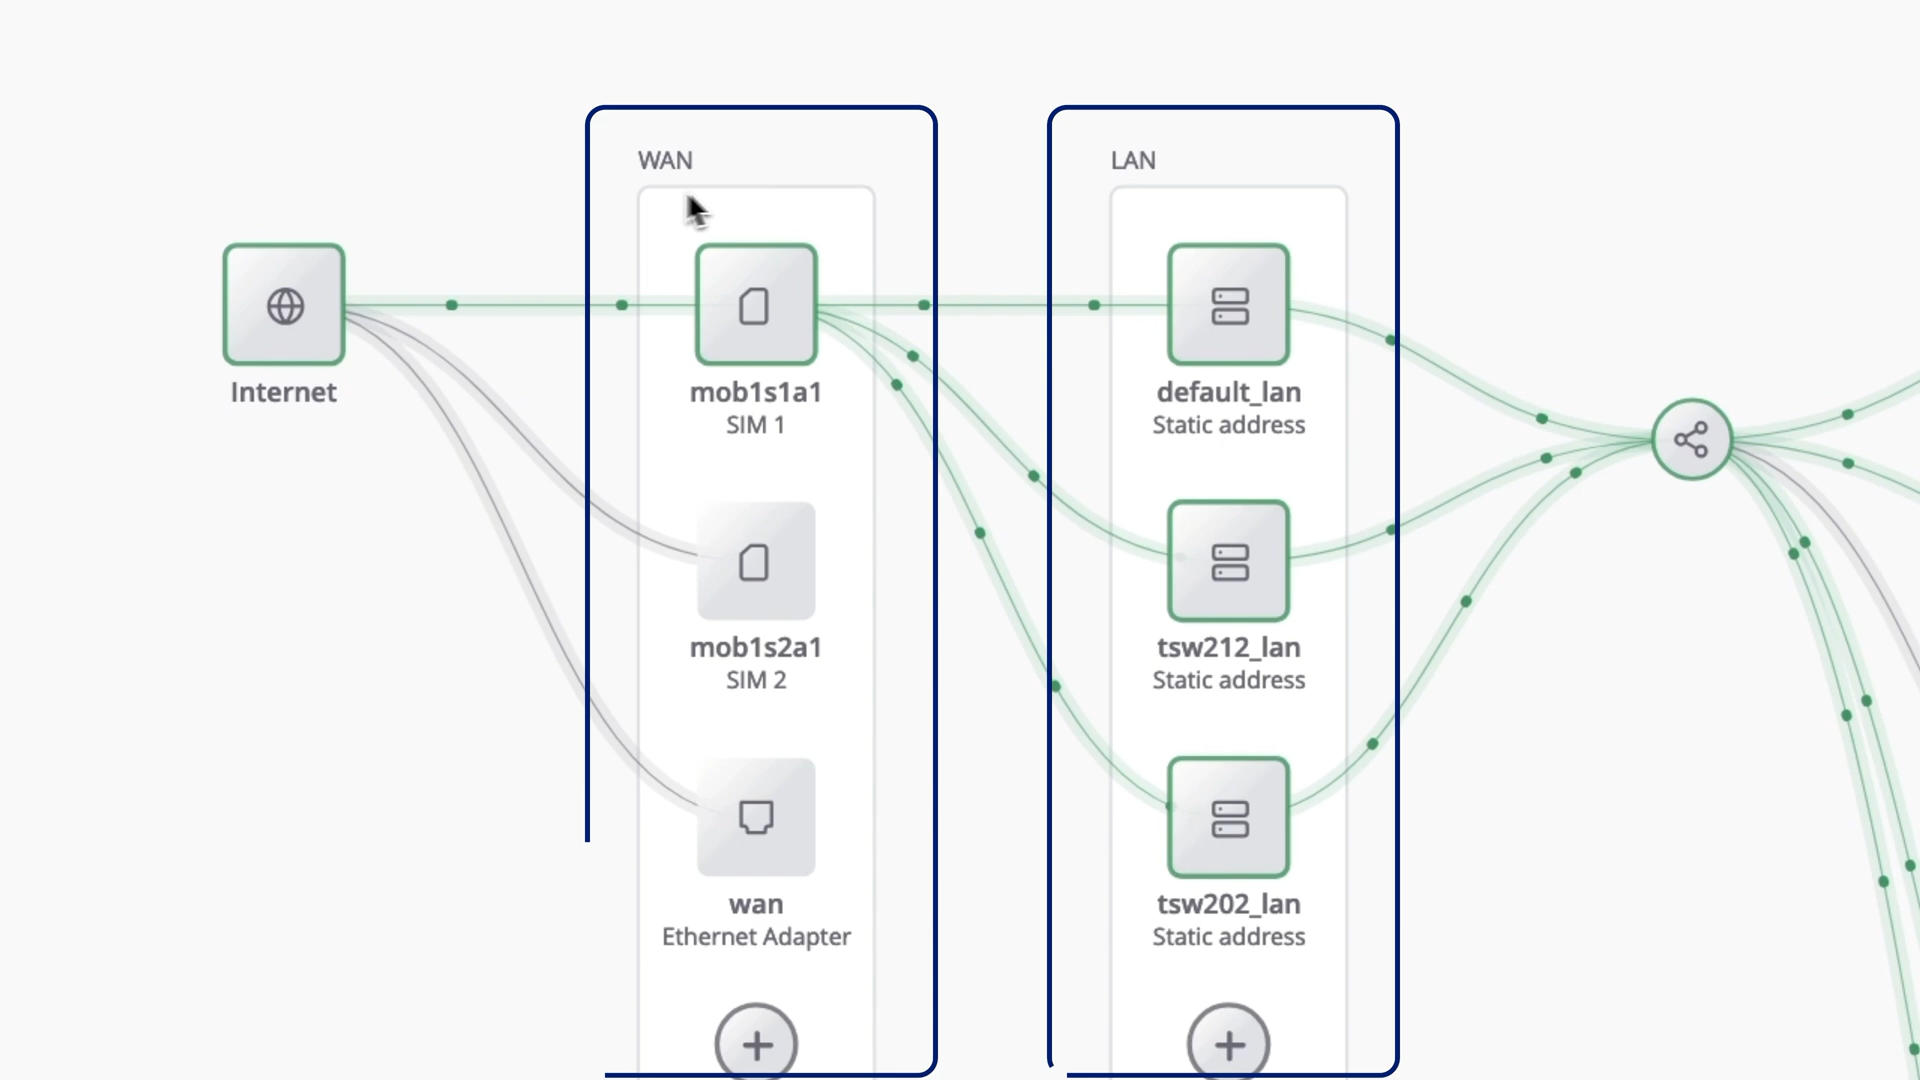 WAN
LAN
Internet
mob1s1a1
SIM 1
default_lan
Static address
mob1s2a1
SIM 2
tsw212_lan
Static address
wan
Ethernet Adapter
tsw202_lan
Static address